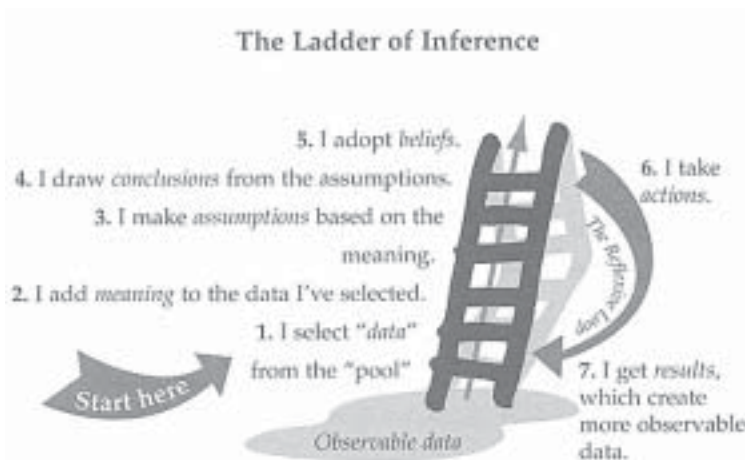 The Ladder of Inference
5. I adopt beliefs.
4. I draw conclusions from the assumptions.
3. I make assumptions based on the
meaning.
2. I add meaning to the data I've selected.
1. I select "data"
from the "pool"
Start here
Observable data
6. I take
actions.
The Reflexive Loop
7. I get results,
which create
more observable
data.